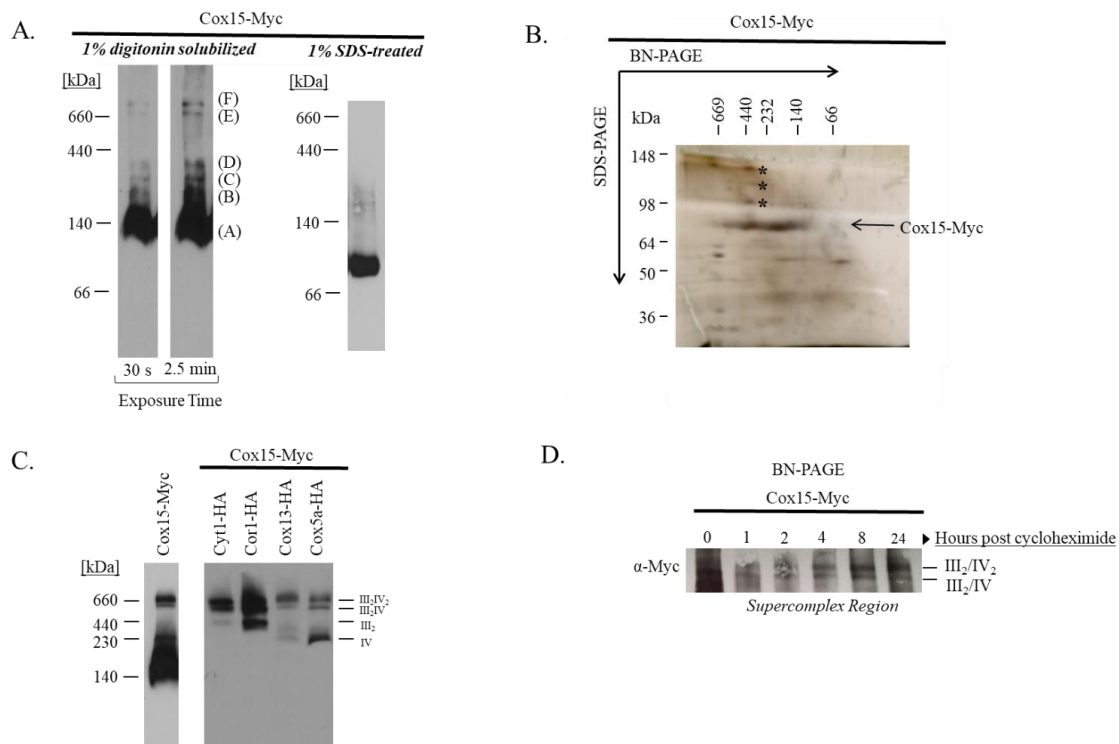 A.
Cox15-Myc
1% digitonin solubilized
1% SDS-treated
[kDa]
660
440
140
66
(F)
(E)
(D)
(C)
(B)
(A)
30 s 2.5 min
Exposure Time
[kDa]
660
440
140
66
B.
Cox15-Myc
BN-PAGE
SDS-PAGE
kDa
669
440
232
140
66
148
98
64
50
36
*
*
*
Cox15-Myc
C.
Cox15-Myc
Cox15-Myc
Cyt1-HA
Cor1-HA
Cox13-HA
Cox5a-HA
[kDa]
660
440
230
140
III₂IV₂
III₂IV
III₂
IV
D.
BN-PAGE
Cox15-Myc
0 1 2 4 8 24 Hours post cycloheximide
α-Myc
III₂/IV₂
III₂/IV
Supercomplex Region